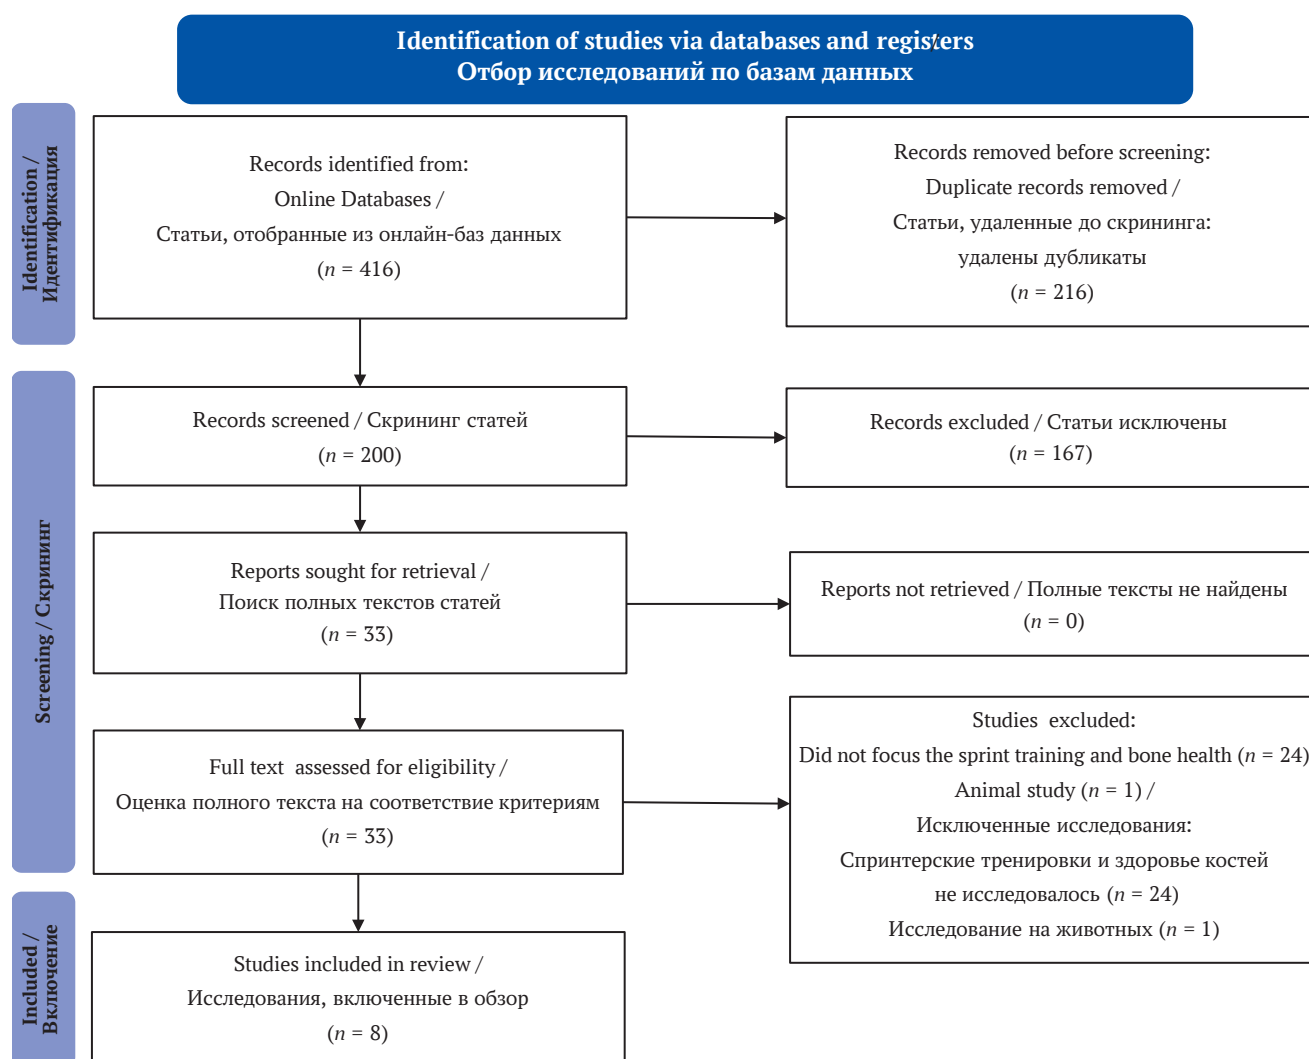 Identification of studies via databases and registers
Отбор исследований по базам данных
Identification /
Идентификация
Records identified from:
Online Databases /
Статьи, отобранные из онлайн-баз данных
(n = 416)
Records removed before screening:
Duplicate records removed /
Статьи, удаленные до скрининга:
удалены дубликаты
(n = 216)
Screening / Скрининг
Records screened / Скрининг статей
(n = 200)
Records excluded / Статьи исключены
(n = 167)
Reports sought for retrieval /
Поиск полных текстов статей
(n = 33)
Reports not retrieved / Полные тексты не найдены
(n = 0)
Full text assessed for eligibility /
Оценка полного текста на соответствие критериям
(n = 33)
Studies excluded:
Did not focus the sprint training and bone health (n = 24)
Animal study (n = 1) /
Исключенные исследования:
Спринтерские тренировки и здоровье костей
не исследовалось (n = 24)
Исследование на животных (n = 1)
Included /
Включение
Studies included in review /
Исследования, включенные в обзор
(n = 8)